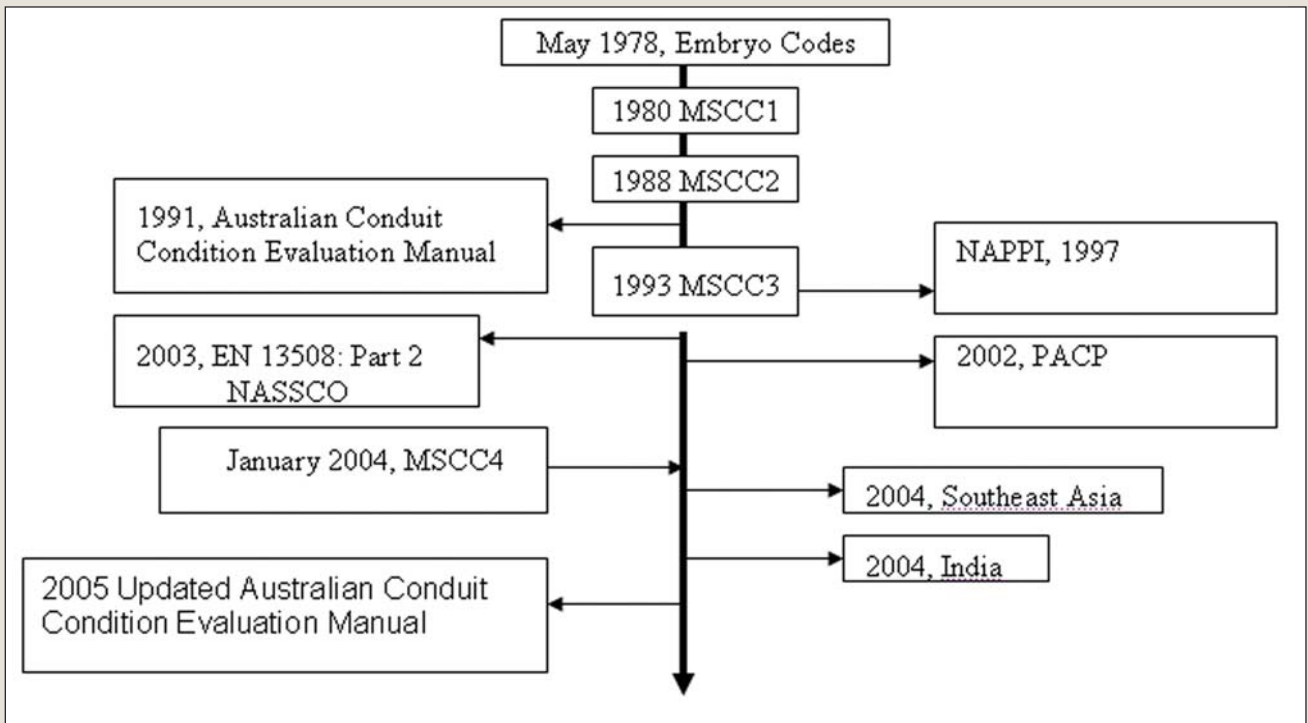 May 1978, Embryo Codes
1980 MSCC1
1988 MSCC2
1991, Australian Conduit
Condition Evaluation Manual
1993 MSCC3
NAPPI, 1997
2003, EN 13508: Part 2
NASSCO
2002, PACP
January 2004, MSCC4
2004, Southeast Asia
2004, India
2005 Updated Australian Conduit
Condition Evaluation Manual